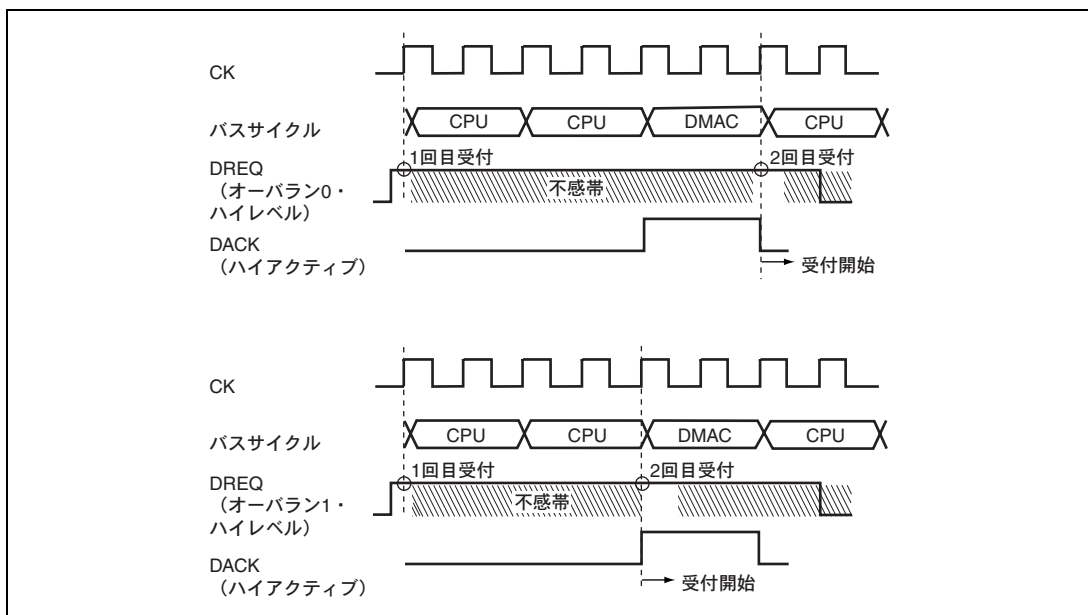 CK
バスサイクル
CPU
CPU
DMAC
CPU
DREQ
（オーバラン0・
ハイレベル）
1回目受付
2回目受付
不感帯
DACK
（ハイアクティブ）
受付開始
CK
バスサイクル
CPU
CPU
DMAC
CPU
DREQ
（オーバラン1・
ハイレベル）
1回目受付
2回目受付
不感帯
DACK
（ハイアクティブ）
受付開始